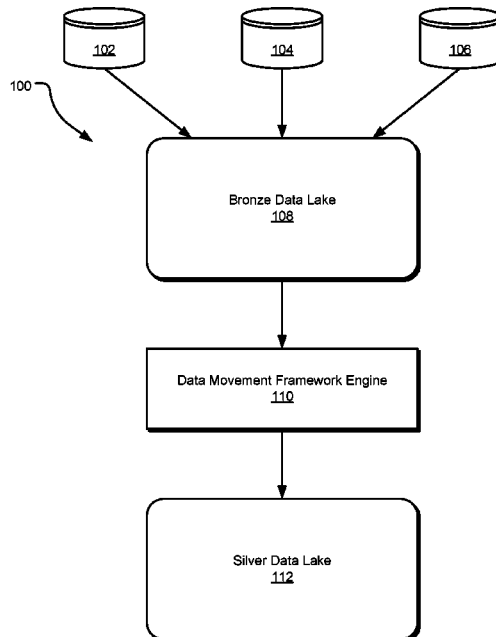 102
104
106
100
Bronze Data Lake
108
Data Movement Framework Engine
110
Silver Data Lake
112